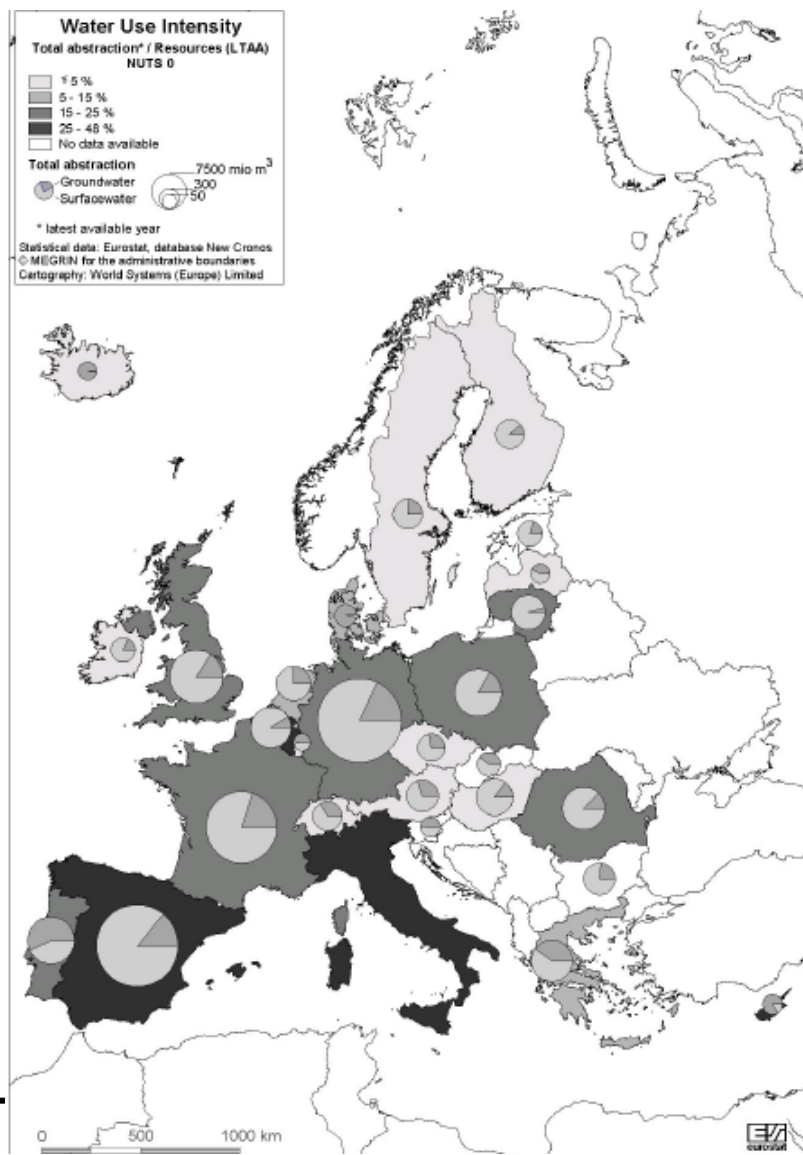 Water Use Intensity
Total abstraction* / Resources (LTAA)
NUTS 0
≤ 5 %
5 - 15 %
15 - 25 %
25 - 48 %
No data available
Total abstraction
Groundwater
Surfacewater
7500 mio m³
300
50
* latest available year
Statistical data: Eurostat, database New Cronos
© MEGRIN for the administrative boundaries
Cartography: World Systems (Europe) Limited
0 500 1000 km
eurostat